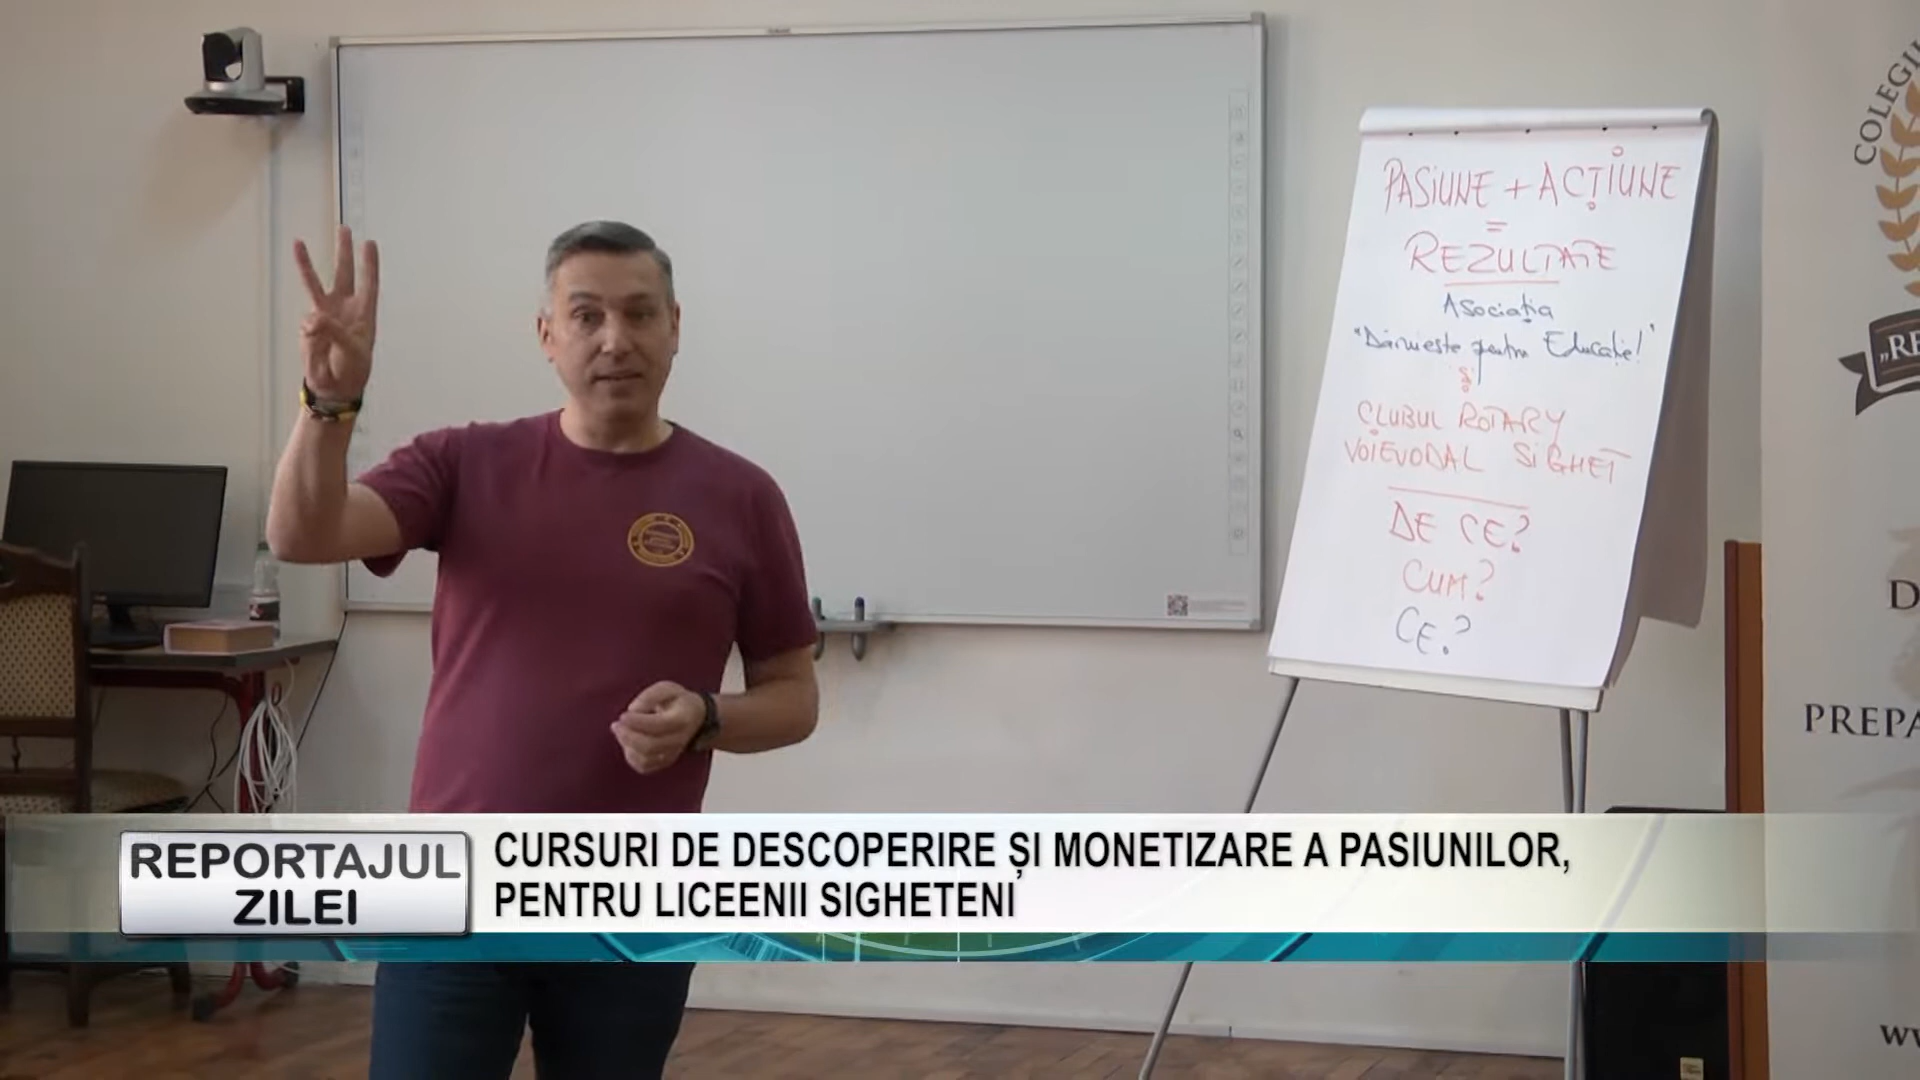 PASIUNE + ACȚIUNE
=
REZULTATE
Asociația
"Dăruiește pentru Educație!"
și
CLUBUL ROTARY
VOIEVODAL SIGHET
DE CE?
CUM?
CE?
COLEGIU
„RE
D
PREPA
ww
REPORTAJUL
ZILEI
CURSURI DE DESCOPERIRE ȘI MONETIZARE A PASIUNILOR,
PENTRU LICEENII SIGHETENI